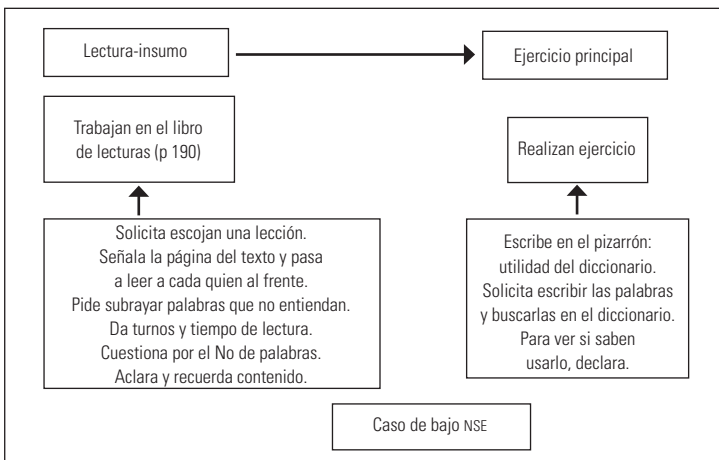 Lectura-insumo
Ejercicio principal
Trabajan en el libro
de lecturas (p 190)
Realizan ejercicio
Solicita escojan una lección.
Señala la página del texto y pasa
a leer a cada quien al frente.
Pide subrayar palabras que no entiendan.
Da turnos y tiempo de lectura.
Cuestiona por el No de palabras.
Aclara y recuerda contenido.
Escribe en el pizarrón:
utilidad del diccionario.
Solicita escribir las palabras
y buscarlas en el diccionario.
Para ver si saben
usarlo, declara.
Caso de bajo NSE